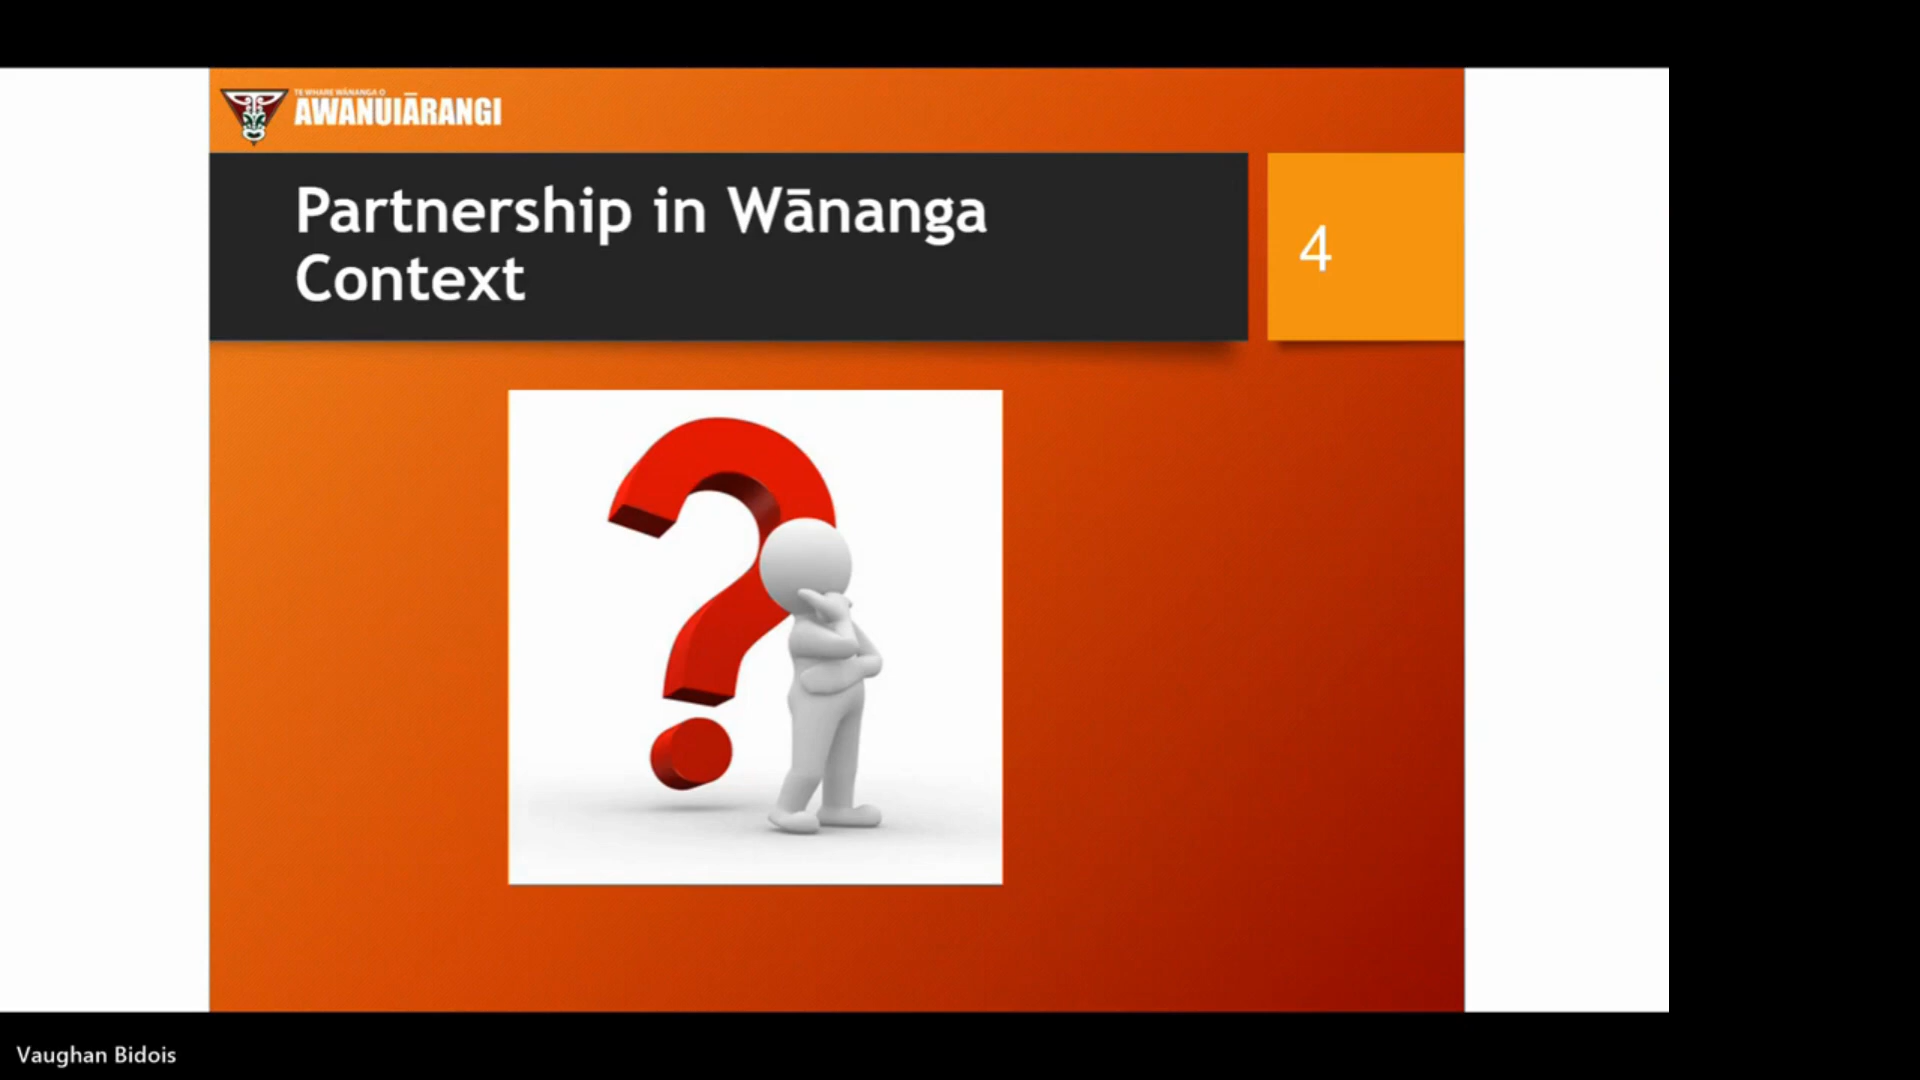 TE WHARE WĀNANGA O
AWANUIĀRANGI
Partnership in Wānanga
Context
4
Vaughan Bidois